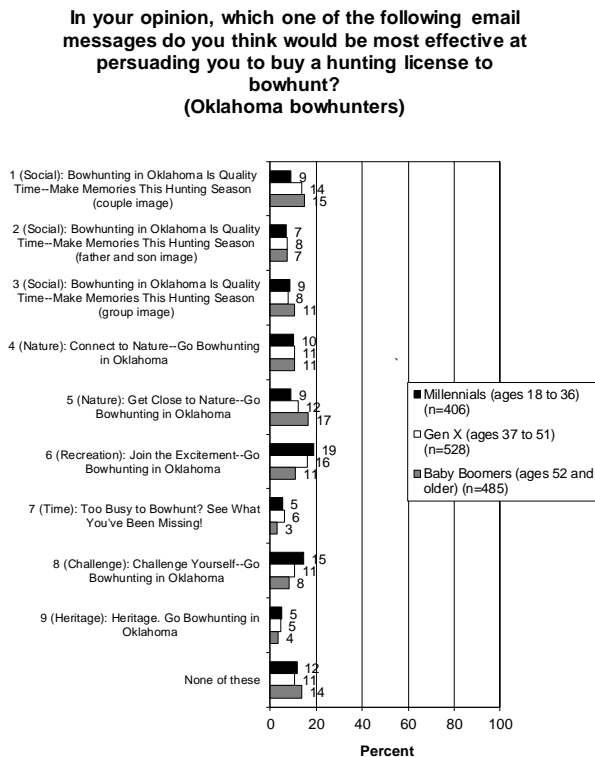 In your opinion, which one of the following email
messages do you think would be most effective at
persuading you to buy a hunting license to
bowhunt?
(Oklahoma bowhunters)
1 (Social): Bowhunting in Oklahoma Is Quality
Time--Make Memories This Hunting Season
(couple image)
9
14
15
2 (Social): Bowhunting in Oklahoma Is Quality
Time--Make Memories This Hunting Season
(father and son image)
7
8
7
3 (Social): Bowhunting in Oklahoma Is Quality
Time--Make Memories This Hunting Season
(group image)
9
8
11
4 (Nature): Connect to Nature--Go Bowhunting
in Oklahoma
10
11
11
5 (Nature): Get Close to Nature--Go
Bowhunting in Oklahoma
9
12
17
6 (Recreation): Join the Excitement--Go
Bowhunting in Oklahoma
19
16
11
7 (Time): Too Busy to Bowhunt? See What
You've Been Missing!
5
6
3
8 (Challenge): Challenge Yourself--Go
Bowhunting in Oklahoma
15
11
8
9 (Heritage): Heritage. Go Bowhunting in
Oklahoma
5
5
4
None of these
12
11
14
0 20 40 60 80 100
Percent
Millennials (ages 18 to 36)
(n=406)
Gen X (ages 37 to 51)
(n=528)
Baby Boomers (ages 52 and
older) (n=485)